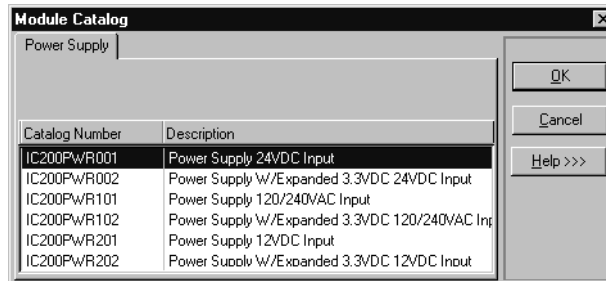 Module Catalog
Power Supply
OK
Cancel
Help >>>
Catalog Number Description
IC200PWR001 Power Supply 24VDC Input
IC200PWR002 Power Supply W/Expanded 3.3VDC 24VDC Input
IC200PWR101 Power Supply 120/240VAC Input
IC200PWR102 Power Supply W/Expanded 3.3VDC 120/240VAC Inp
IC200PWR201 Power Supply 12VDC Input
IC200PWR202 Power Supply W/Expanded 3.3VDC 12VDC Input